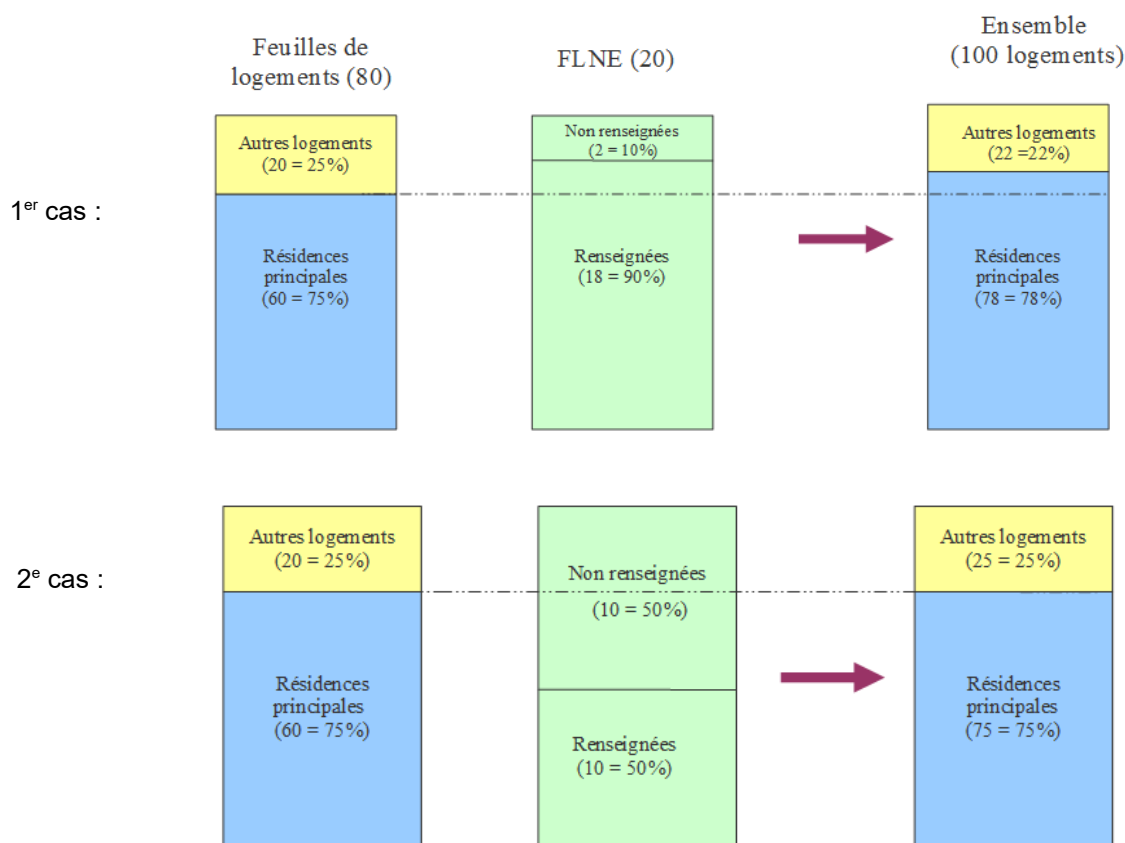 Feuilles de
logements (80)
FLNE (20)
Ensemble
(100 logements)
1er cas :
Autres logements
(20 = 25%)
Résidences
principales
(60 = 75%)
Non renseignées
(2 = 10%)
Renseignées
(18 = 90%)
Autres logements
(22 =22%)
Résidences
principales
(78 = 78%)
2e cas :
Autres logements
(20 = 25%)
Résidences
principales
(60 = 75%)
Non renseignées
(10 = 50%)
Renseignées
(10 = 50%)
Autres logements
(25 = 25%)
Résidences
principales
(75 = 75%)